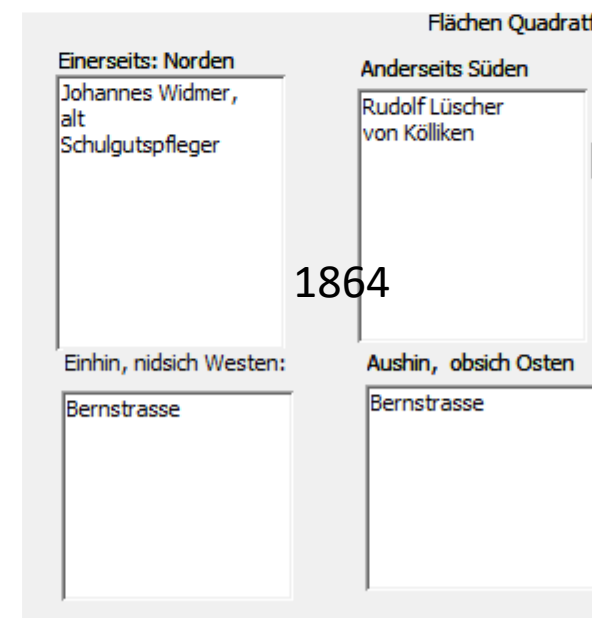 Flächen Quadratf
Einerseits: Norden
Anderseits Süden
Johannes Widmer,
alt
Schulgutspfleger
Rudolf Lüscher
von Kölliken
1864
Einhin, nidsich Westen:
Aushin, obsich Osten
Bernstrasse
Bernstrasse